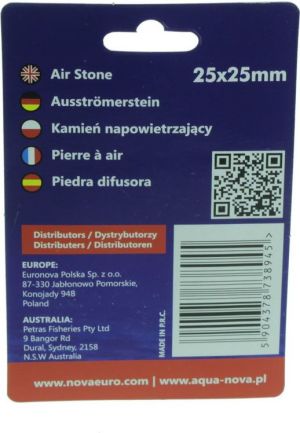 Air Stone 25x25mm
Ausströmerstein
Kamień napowietrzający
Pierre à air
Piedra difusora
Distributors / Dystrybutorzy
Distributers / Distributoren
EUROPE:
Euronova Polska Sp. z o.o.
87-330 Jabłonowo Pomorskie,
Konojady 94B
Poland
AUSTRALIA:
Petras Fisheries Pty Ltd
9 Bangor Rd
Dural, Sydney, 2158
N.S.W Australia
MADE IN P.R.C.
5 904378 738945
www.novaeuro.com - www.aqua-nova.pl